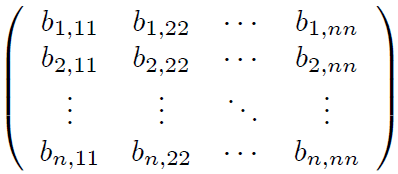 b_{1,11} b_{1,22} ⋯ b_{1,nn}
b_{2,11} b_{2,22} ⋯ b_{2,nn}
⋮ ⋮ ⋱ ⋮
b_{n,11} b_{n,22} ⋯ b_{n,nn}